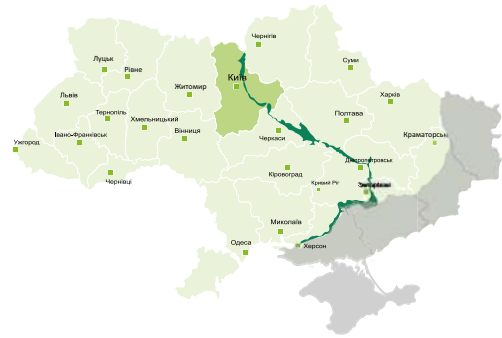 Чернігів
Суми
Луцьк
Рівне
Київ
Житомир
Харків
Львів
Тернопіль
Хмельницький
Вінниця
Полтава
Черкаси
Івано-Франківськ
Ужгород
Краматорськ
Чернівці
Кіровоград
Дніпропетровськ
Кривий Ріг
Миколаїв
Одеса
Херсон